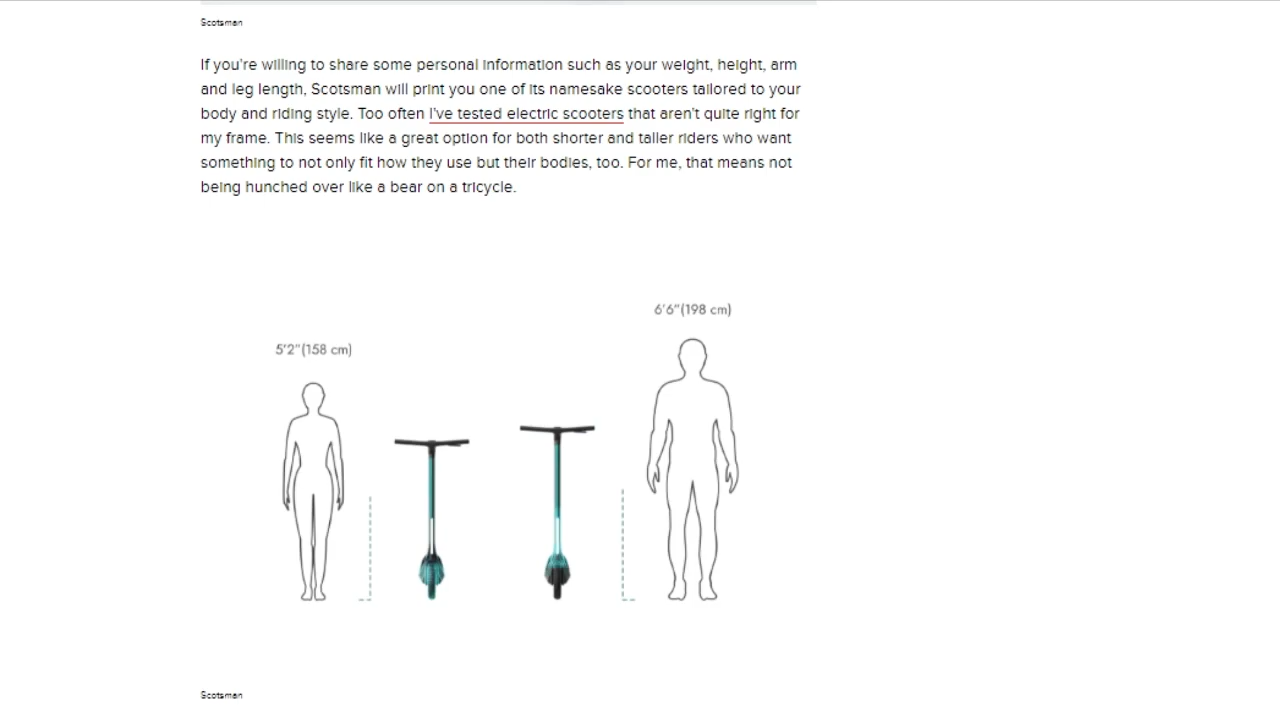 Scotsman
If you're willing to share some personal information such as your weight, height, arm
and leg length, Scotsman will print you one of its namesake scooters tailored to your
body and riding style. Too often I've tested electric scooters that aren't quite right for
my frame. This seems like a great option for both shorter and taller riders who want
something to not only fit how they use but their bodies, too. For me, that means not
being hunched over like a bear on a tricycle.
6'6"(198 cm)
5'2"(158 cm)
Scotsman